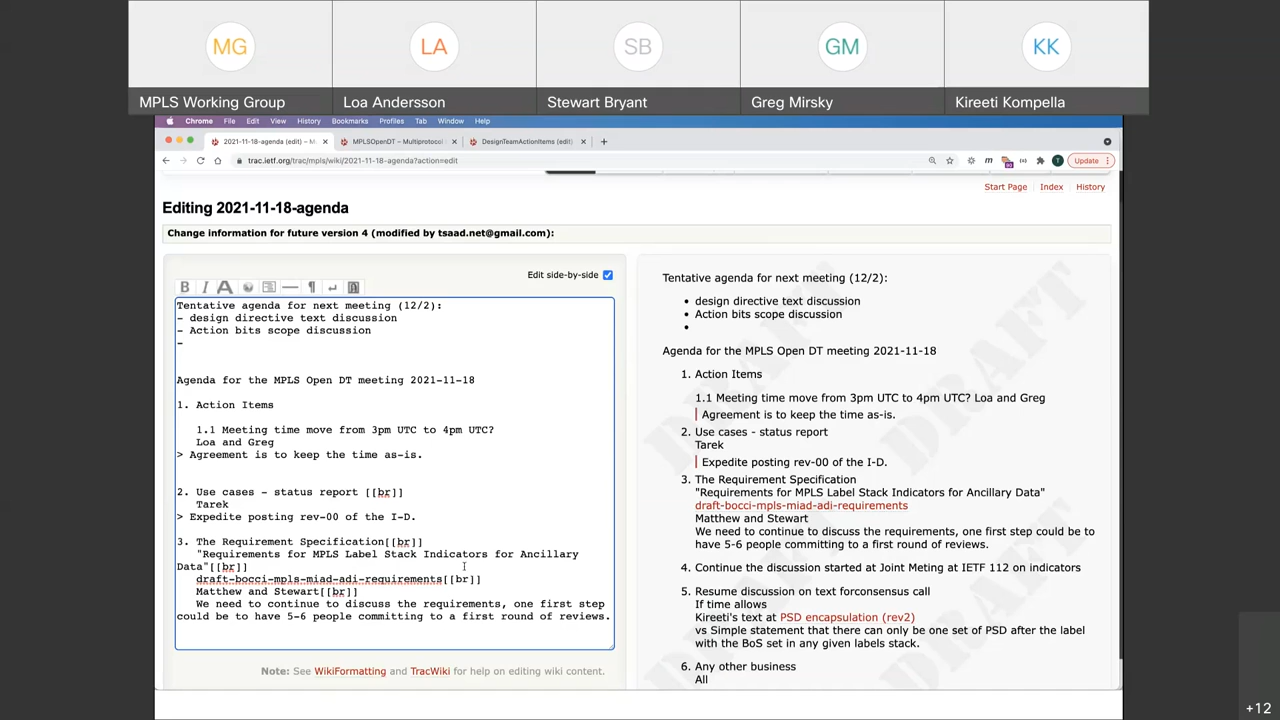 MG
LA
SB
GM
KK
MPLS Working Group
Loa Andersson
Stewart Bryant
Greg Mirsky
Kireeti Kompella
Chrome File Edit View History Bookmarks Profiles Tab Window Help
2021-11-18-agenda (edit) – M
MPLSOpenDT – Multiprotocol
DesignTeamActionItems (edit)
trac.ietf.org/trac/mpls/wiki/2021-11-18-agenda?action=edit
Update
Start Page Index History
Editing 2021-11-18-agenda
Change information for future version 4 (modified by tsaad.net@gmail.com):
Edit side-by-side
Tentative agenda for next meeting (12/2):
- design directive text discussion
- Action bits scope discussion
-
Agenda for the MPLS Open DT meeting 2021-11-18
1. Action Items
1.1 Meeting time move from 3pm UTC to 4pm UTC?
Loa and Greg
> Agreement is to keep the time as-is.
2. Use cases - status report [[br]]
Tarek
> Expedite posting rev-00 of the I-D.
3. The Requirement Specification[[br]]
"Requirements for MPLS Label Stack Indicators for Ancillary
Data"[[br]]
draft-bocci-mpls-miad-adi-requirements[[br]]
Matthew and Stewart[[br]]
We need to continue to discuss the requirements, one first step
could be to have 5-6 people committing to a first round of reviews.
Note: See WikiFormatting and TracWiki for help on editing wiki content.
Tentative agenda for next meeting (12/2):
• design directive text discussion
• Action bits scope discussion
•
Agenda for the MPLS Open DT meeting 2021-11-18
1. Action Items
1.1 Meeting time move from 3pm UTC to 4pm UTC? Loa and Greg
Agreement is to keep the time as-is.
2. Use cases - status report
Tarek
Expedite posting rev-00 of the I-D.
3. The Requirement Specification
"Requirements for MPLS Label Stack Indicators for Ancillary Data"
draft-bocci-mpls-miad-adi-requirements
Matthew and Stewart
We need to continue to discuss the requirements, one first step could be to
have 5-6 people committing to a first round of reviews.
4. Continue the discussion started at Joint Meting at IETF 112 on indicators
5. Resume discussion on text forconsensus call
If time allows
Kireeti's text at PSD encapsulation (rev2)
vs Simple statement that there can only be one set of PSD after the label
with the BoS set in any given labels stack.
6. Any other business
All
DRAFT
DRAFT
DRAFT
DRAFT
+12